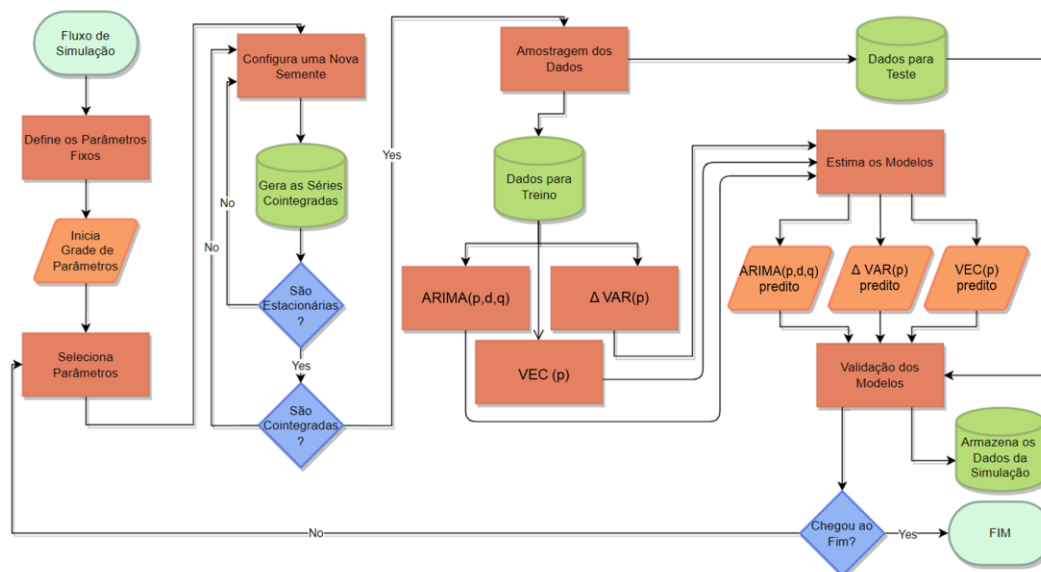 Fluxo de
Simulação
Define os Parâmetros
Fixos
Inicia
Grade de
Parâmetros
Seleciona
Parâmetros
Configura uma Nova
Semente
Gera as Séries
Cointegradas
No
No
São
Estacionárias
?
Yes
São
Cointegradas
?
Yes
Amostragem dos
Dados
Dados para
Teste
Dados para
Treino
ARIMA(p,d,q)
Δ VAR(p)
VEC (p)
Estima os Modelos
ARIMA(p,d,q)
predito
Δ VAR(p)
predito
VEC(p)
predito
Validação dos
Modelos
Armazena os
Dados da
Simulação
Chegou ao
Fim?
No
Yes
FIM